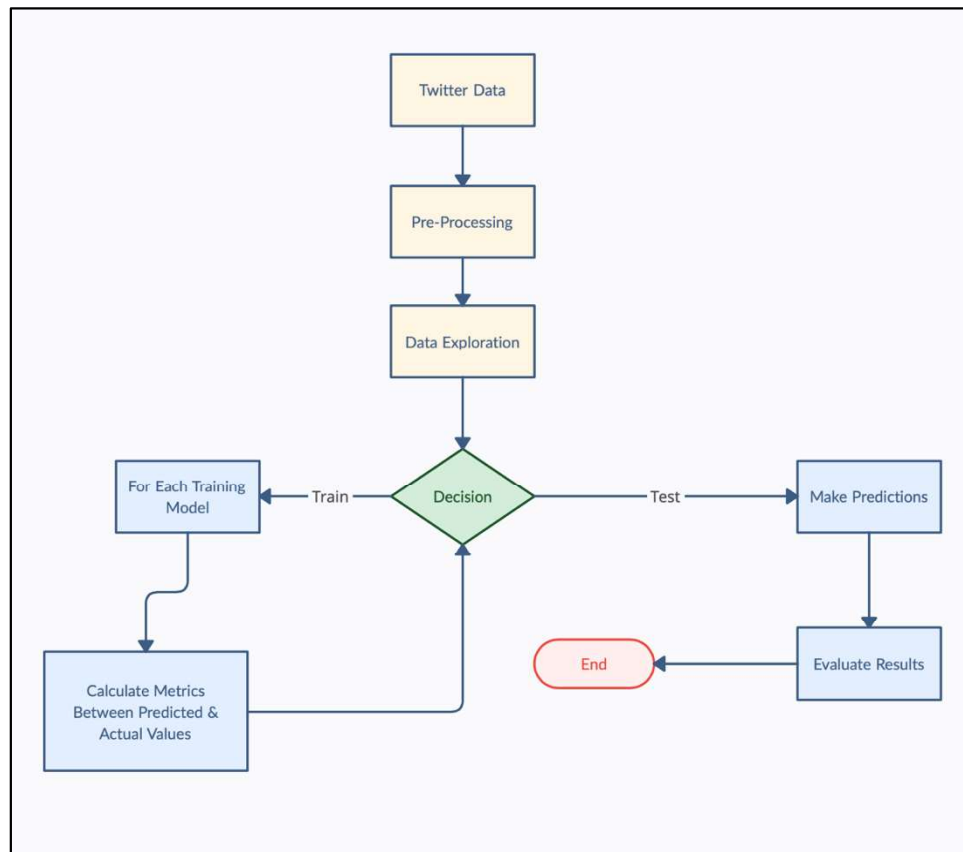 Twitter Data
Pre-Processing
Data Exploration
For Each Training
Model
Train
Decision
Test
Make Predictions
Calculate Metrics
Between Predicted &
Actual Values
End
Evaluate Results